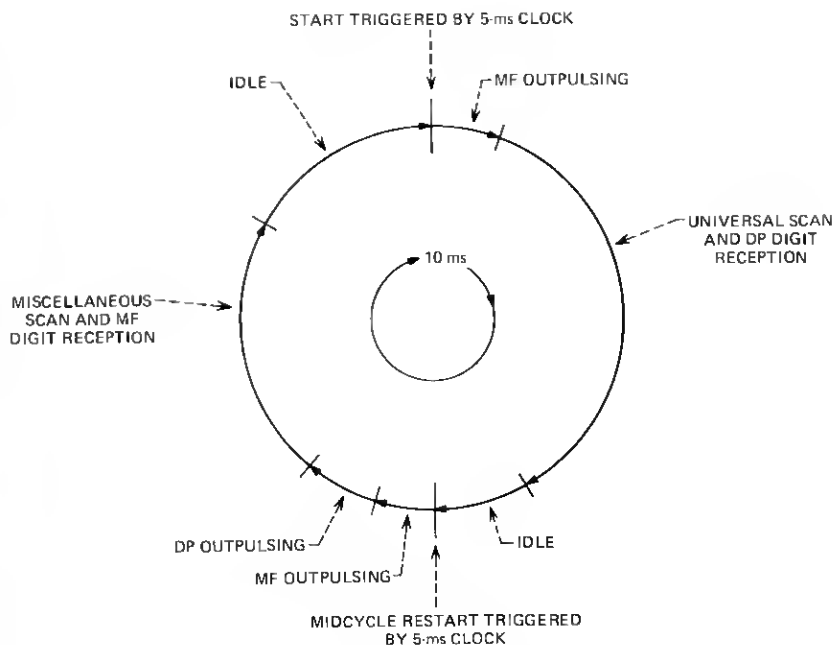 START TRIGGERED BY 5-ms CLOCK
IDLE
MF OUTPULSING
UNIVERSAL SCAN
AND DP DIGIT
RECEPTION
10 ms
MISCELLANEOUS
SCAN AND MF
DIGIT RECEPTION
DP OUTPULSING
MF OUTPULSING
IDLE
MIDCYCLE RESTART TRIGGERED
BY 5-ms CLOCK